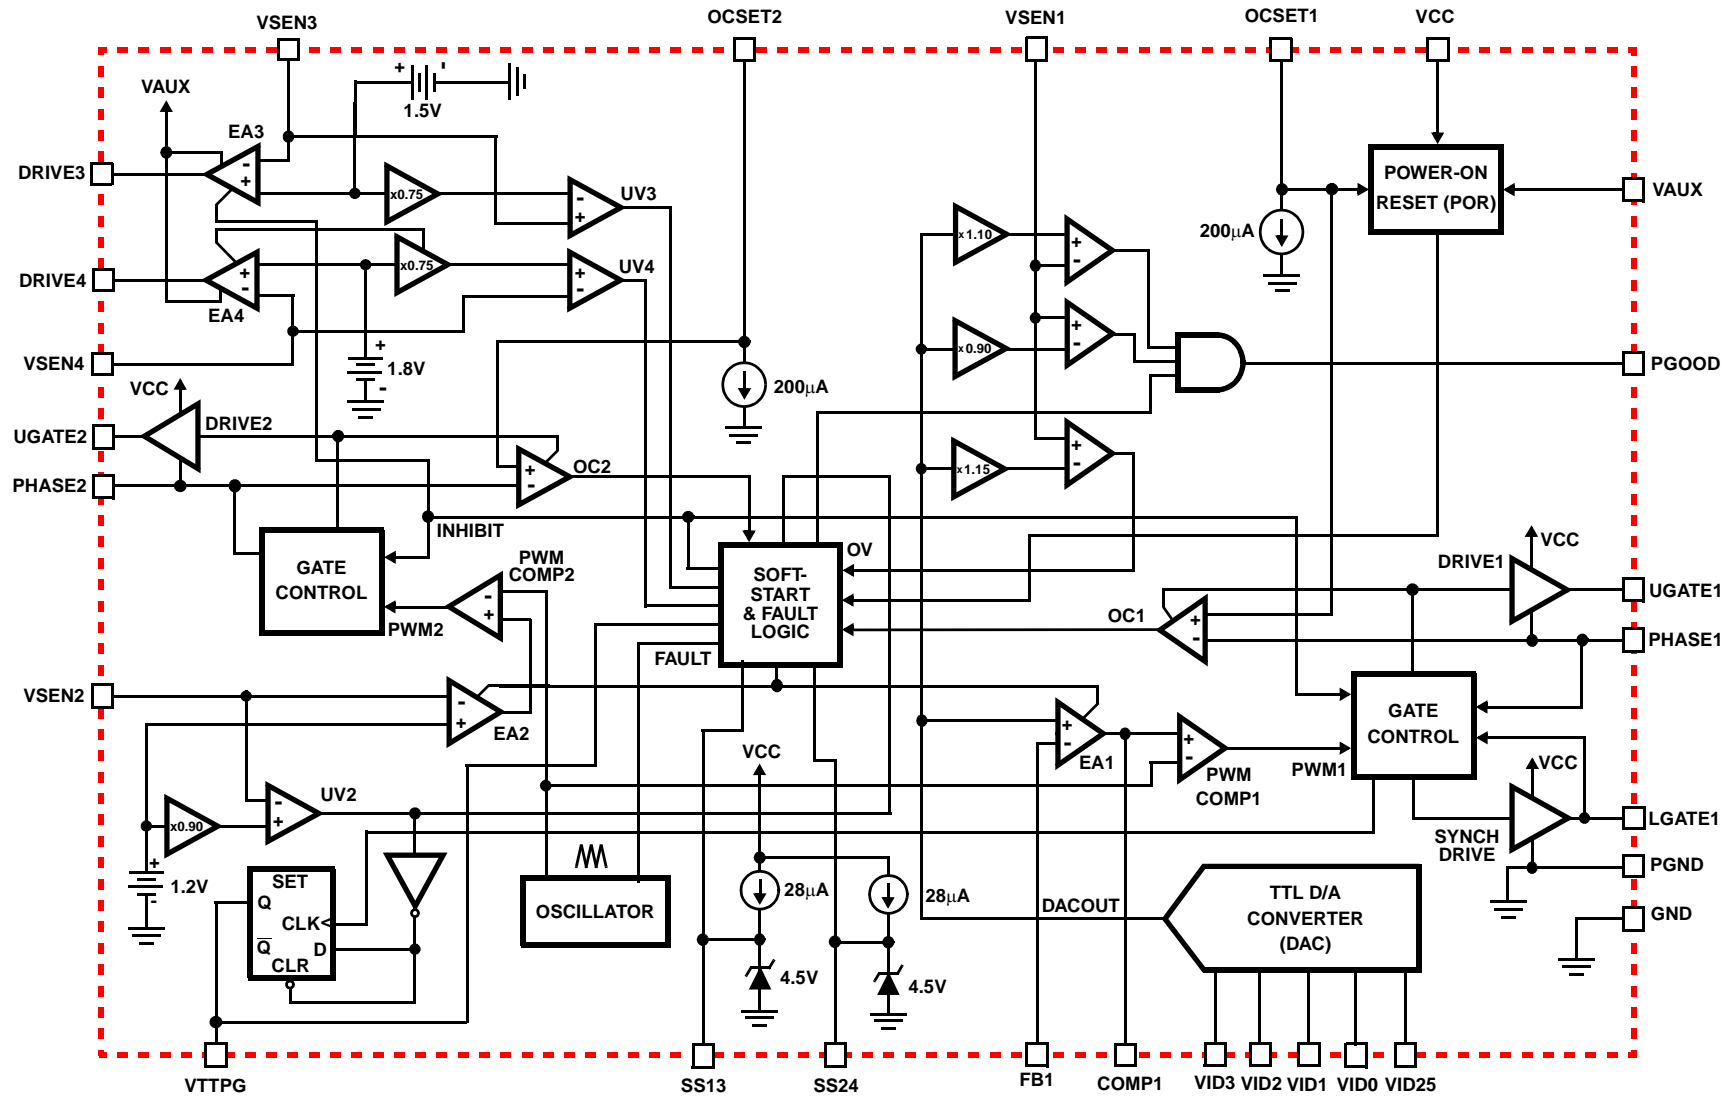 VSEN3
OCSET2
VSEN1
OCSET1
VCC
+
-
1.5V
VAUX
EA3
DRIVE3
-
+
x0.75
-
+
UV3
POWER-ON
RESET (POR)
VAUX
x 1.10
+
-
200µA
DRIVE4
+
-
EA4
x0.75
+
-
UV4
x 0.90
+
-
VSEN4
+
1.8V
-
200µA
PGOOD
VCC
UGATE2
DRIVE2
PHASE2
+
-
OC2
x 1.15
+
-
INHIBIT
GATE
CONTROL
PWM
COMP2
-
+
PWM2
OV
SOFT-
START
& FAULT
LOGIC
FAULT
VCC
DRIVE1
UGATE1
OC1
+
-
PHASE1
VSEN2
-
+
EA2
+
-
EA1
+
-
PWM
COMP1
PWM1
GATE
CONTROL
VCC
VCC
UV2
-
+
x0.90
LGATE1
SYNCH
DRIVE
PGND
+
1.2V
-
SET
Q
CLK<
Q
D
CLR
OSCILLATOR
28µA
28µA
DACOUT
TTL D/A
CONVERTER
(DAC)
GND
4.5V
4.5V
VTTPG
SS13
SS24
FB1
COMP1
VID3
VID2
VID1
VID0
VID25